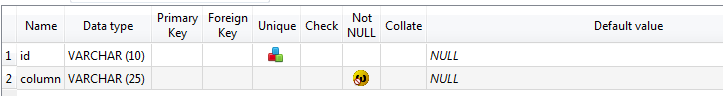 Name Data type Primary Key Foreign Key Unique Check Not NULL Collate Default value
1 id VARCHAR (10) NULL
2 column VARCHAR (25) NULL